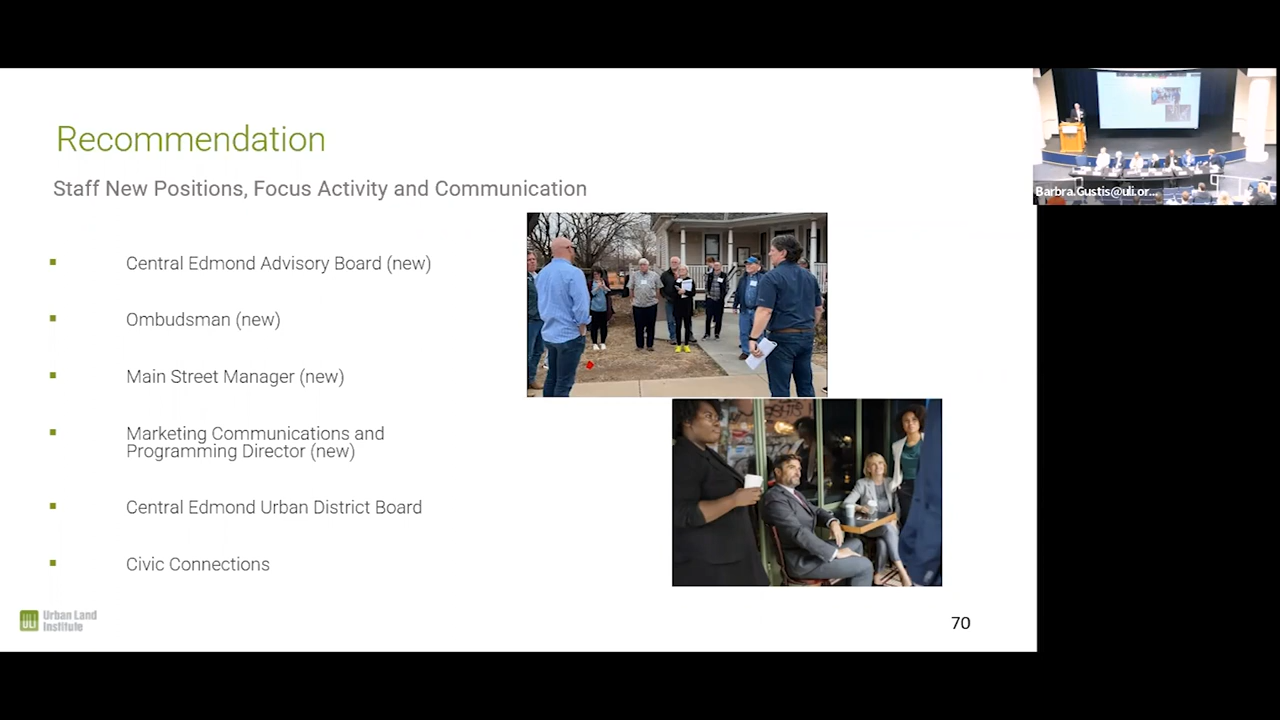 Recommendation
Staff New Positions, Focus Activity and Communication
Central Edmond Advisory Board (new)
Ombudsman (new)
Main Street Manager (new)
Marketing Communications and
Programming Director (new)
Central Edmond Urban District Board
Civic Connections
ULI
Urban Land
Institute
70
Barbra.Gustis@uli.or...